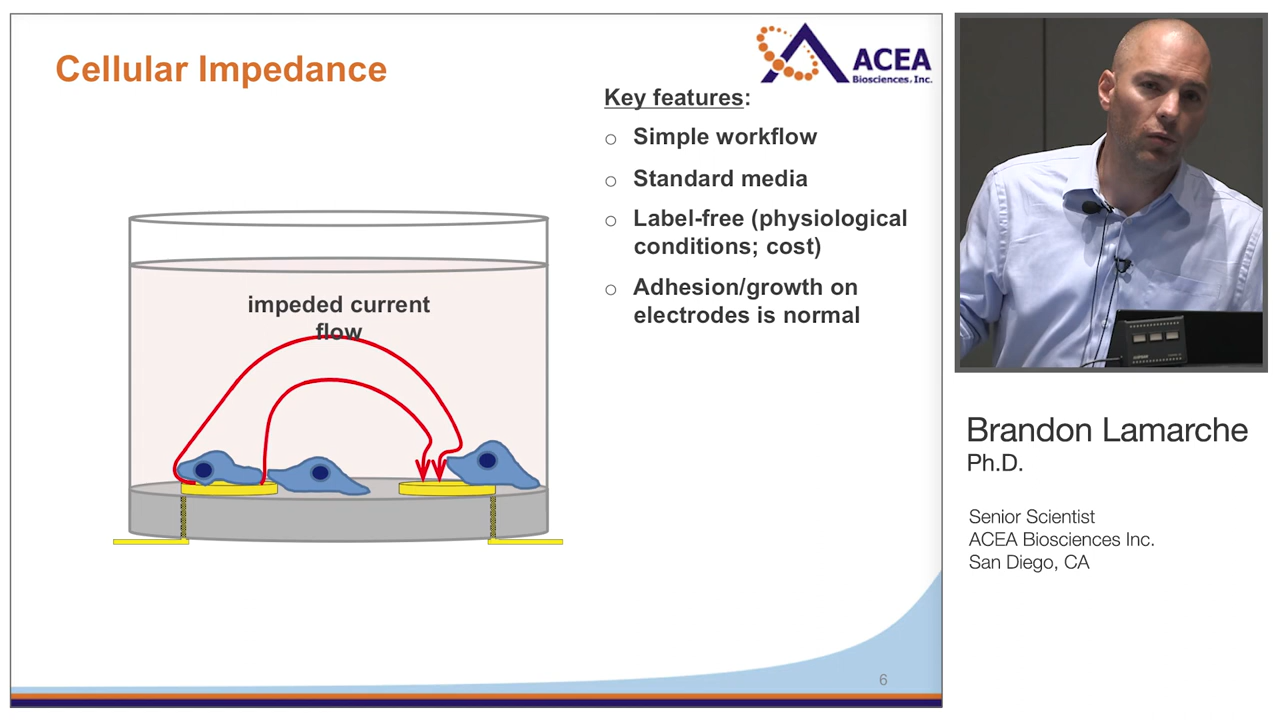 Cellular Impedance
ACEA
Biosciences, Inc.
Key features:
Simple workflow
Standard media
Label-free (physiological
conditions; cost)
Adhesion/growth on
electrodes is normal
impeded current
flow
6
Brandon Lamarche
Ph.D.
Senior Scientist
ACEA Biosciences Inc.
San Diego, CA